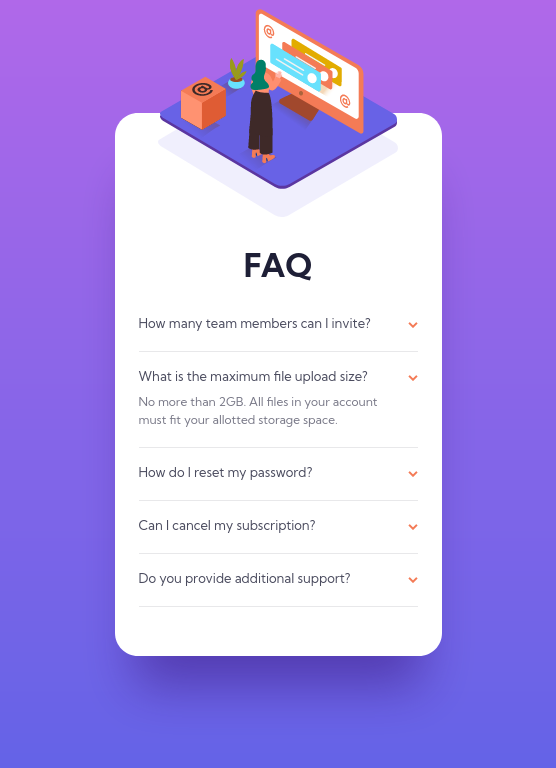 @
@
@
FAQ
How many team members can I invite?
What is the maximum file upload size?
No more than 2GB. All files in your account
must fit your allotted storage space.
How do I reset my password?
Can I cancel my subscription?
Do you provide additional support?